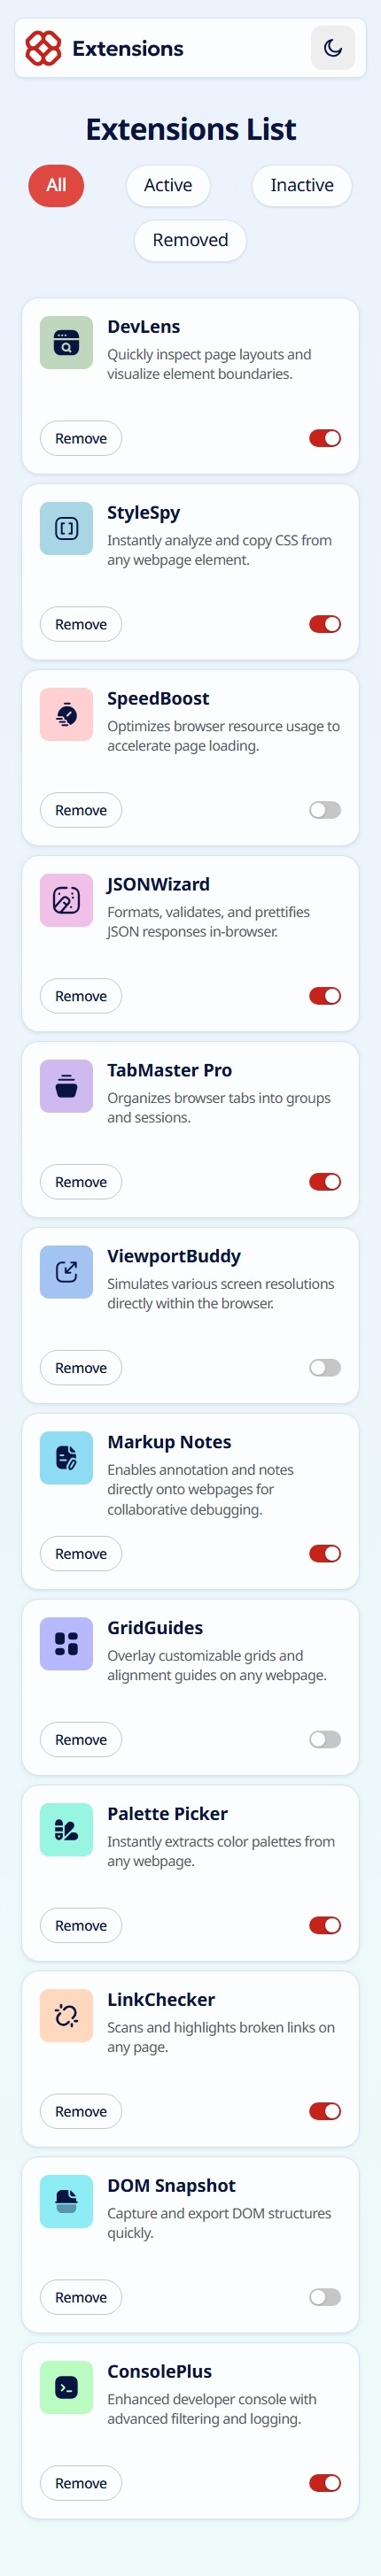 Extensions
Extensions List
All
Active
Inactive
Removed
DevLens
Quickly inspect page layouts and
visualize element boundaries.
Remove
StyleSpy
Instantly analyze and copy CSS from
any webpage element.
Remove
SpeedBoost
Optimizes browser resource usage to
accelerate page loading.
Remove
JSONWizard
Formats, validates, and prettifies
JSON responses in-browser.
Remove
TabMaster Pro
Organizes browser tabs into groups
and sessions.
Remove
ViewportBuddy
Simulates various screen resolutions
directly within the browser.
Remove
Markup Notes
Enables annotation and notes
directly onto webpages for
collaborative debugging.
Remove
GridGuides
Overlay customizable grids and
alignment guides on any webpage.
Remove
Palette Picker
Instantly extracts color palettes from
any webpage.
Remove
LinkChecker
Scans and highlights broken links on
any page.
Remove
DOM Snapshot
Capture and export DOM structures
quickly.
Remove
ConsolePlus
Enhanced developer console with
advanced filtering and logging.
Remove